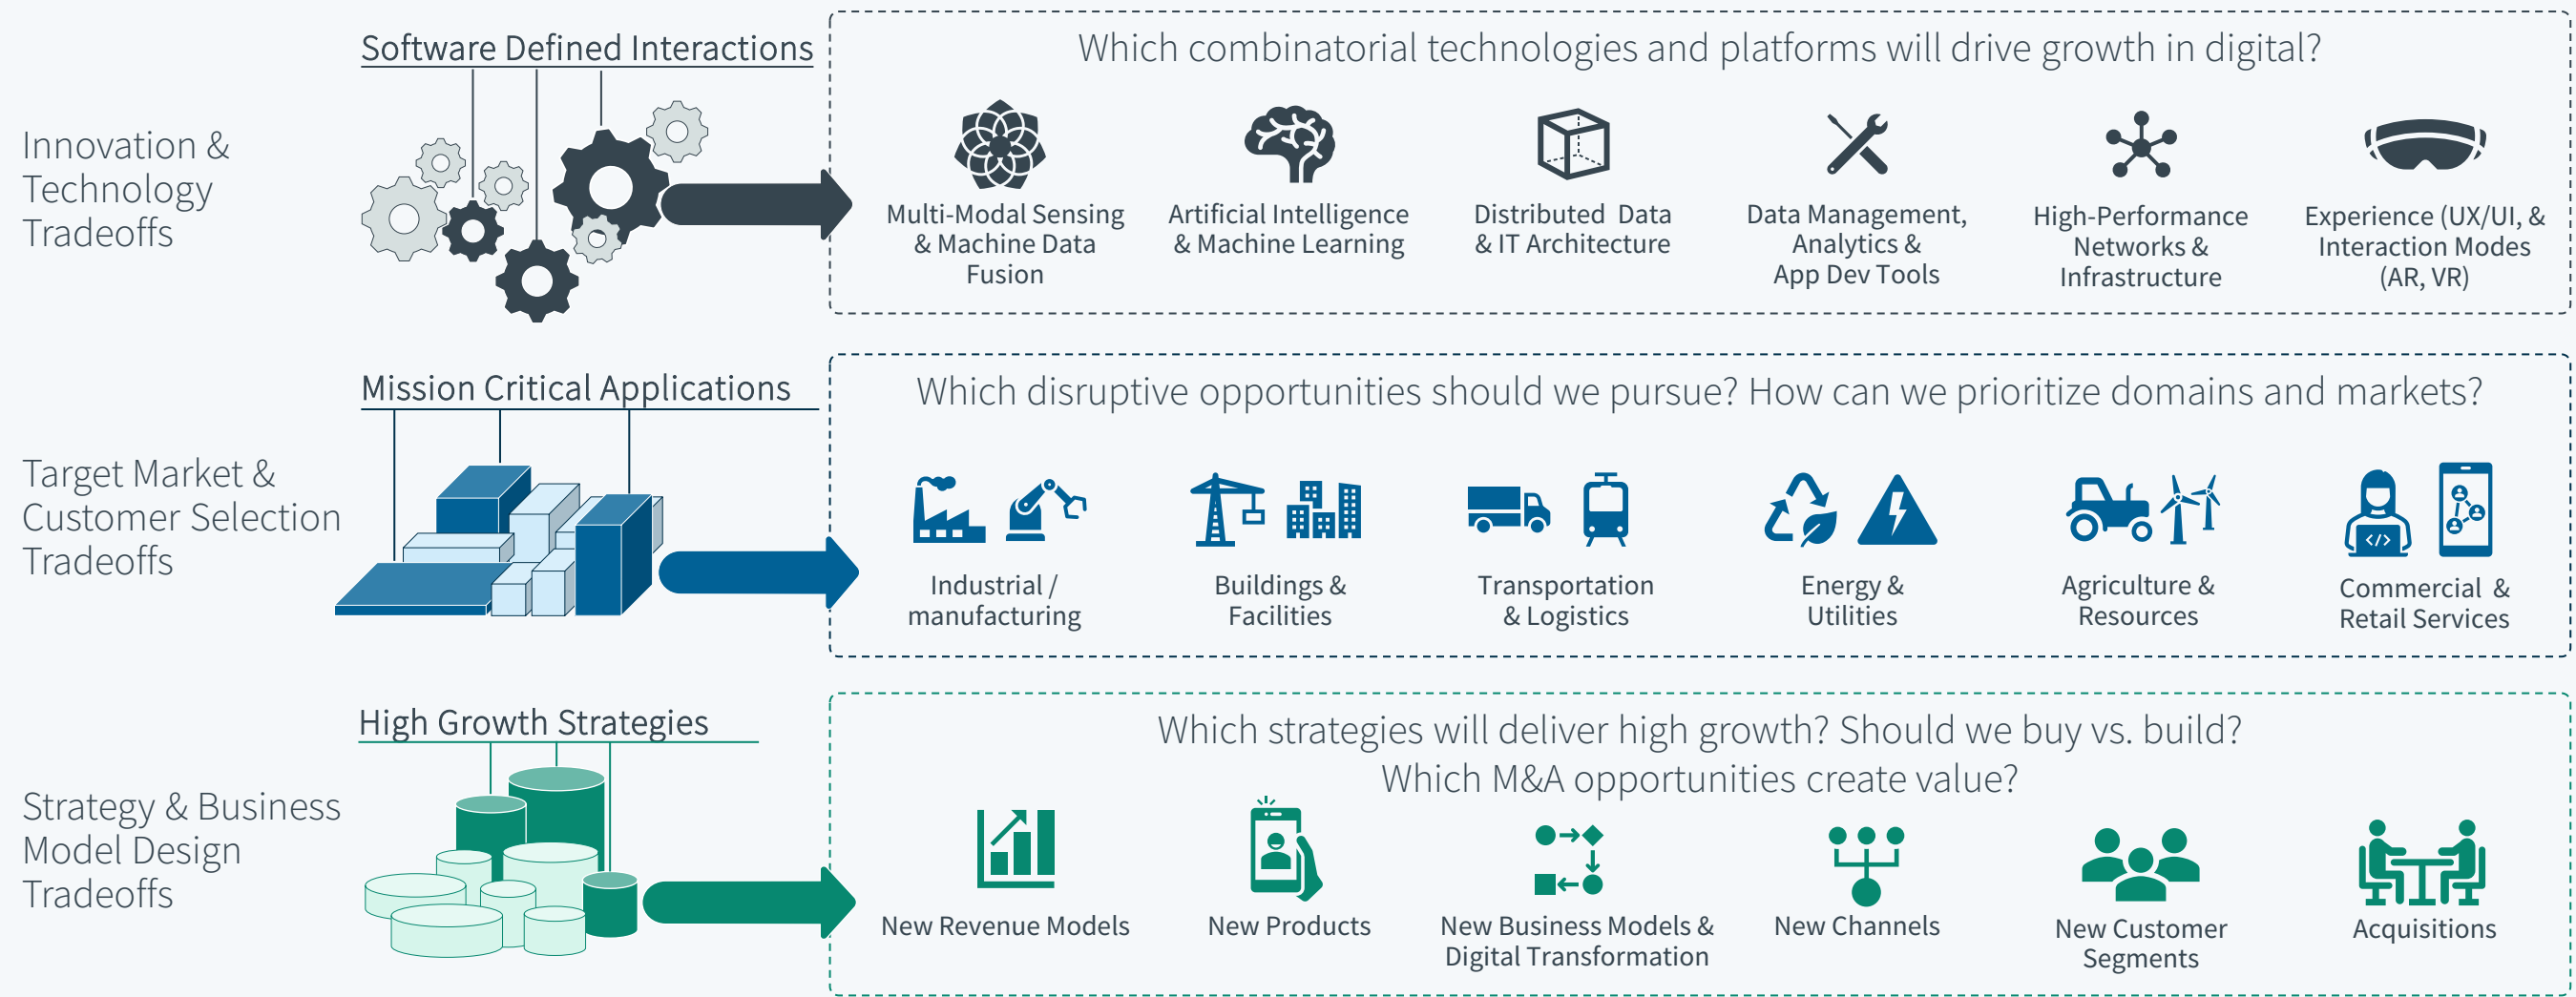 Software Defined Interactions
Which combinatorial technologies and platforms will drive growth in digital?
Innovation &
Technology
Tradeoffs
Multi-Modal Sensing
& Machine Data
Fusion
Artificial Intelligence
& Machine Learning
Distributed Data
& IT Architecture
Data Management,
Analytics &
App Dev Tools
High-Performance
Networks &
Infrastructure
Experience (UX/UI, &
Interaction Modes
(AR, VR)
Mission Critical Applications
Which disruptive opportunities should we pursue? How can we prioritize domains and markets?
Target Market &
Customer Selection
Tradeoffs
</>
Industrial /
manufacturing
Buildings &
Facilities
Transportation
& Logistics
Energy &
Utilities
Agriculture &
Resources
Commercial &
Retail Services
High Growth Strategies
Which strategies will deliver high growth? Should we buy vs. build?
Which M&A opportunities create value?
Strategy & Business
Model Design
Tradeoffs
New Revenue Models
New Products
New Business Models &
Digital Transformation
New Channels
New Customer
Segments
Acquisitions